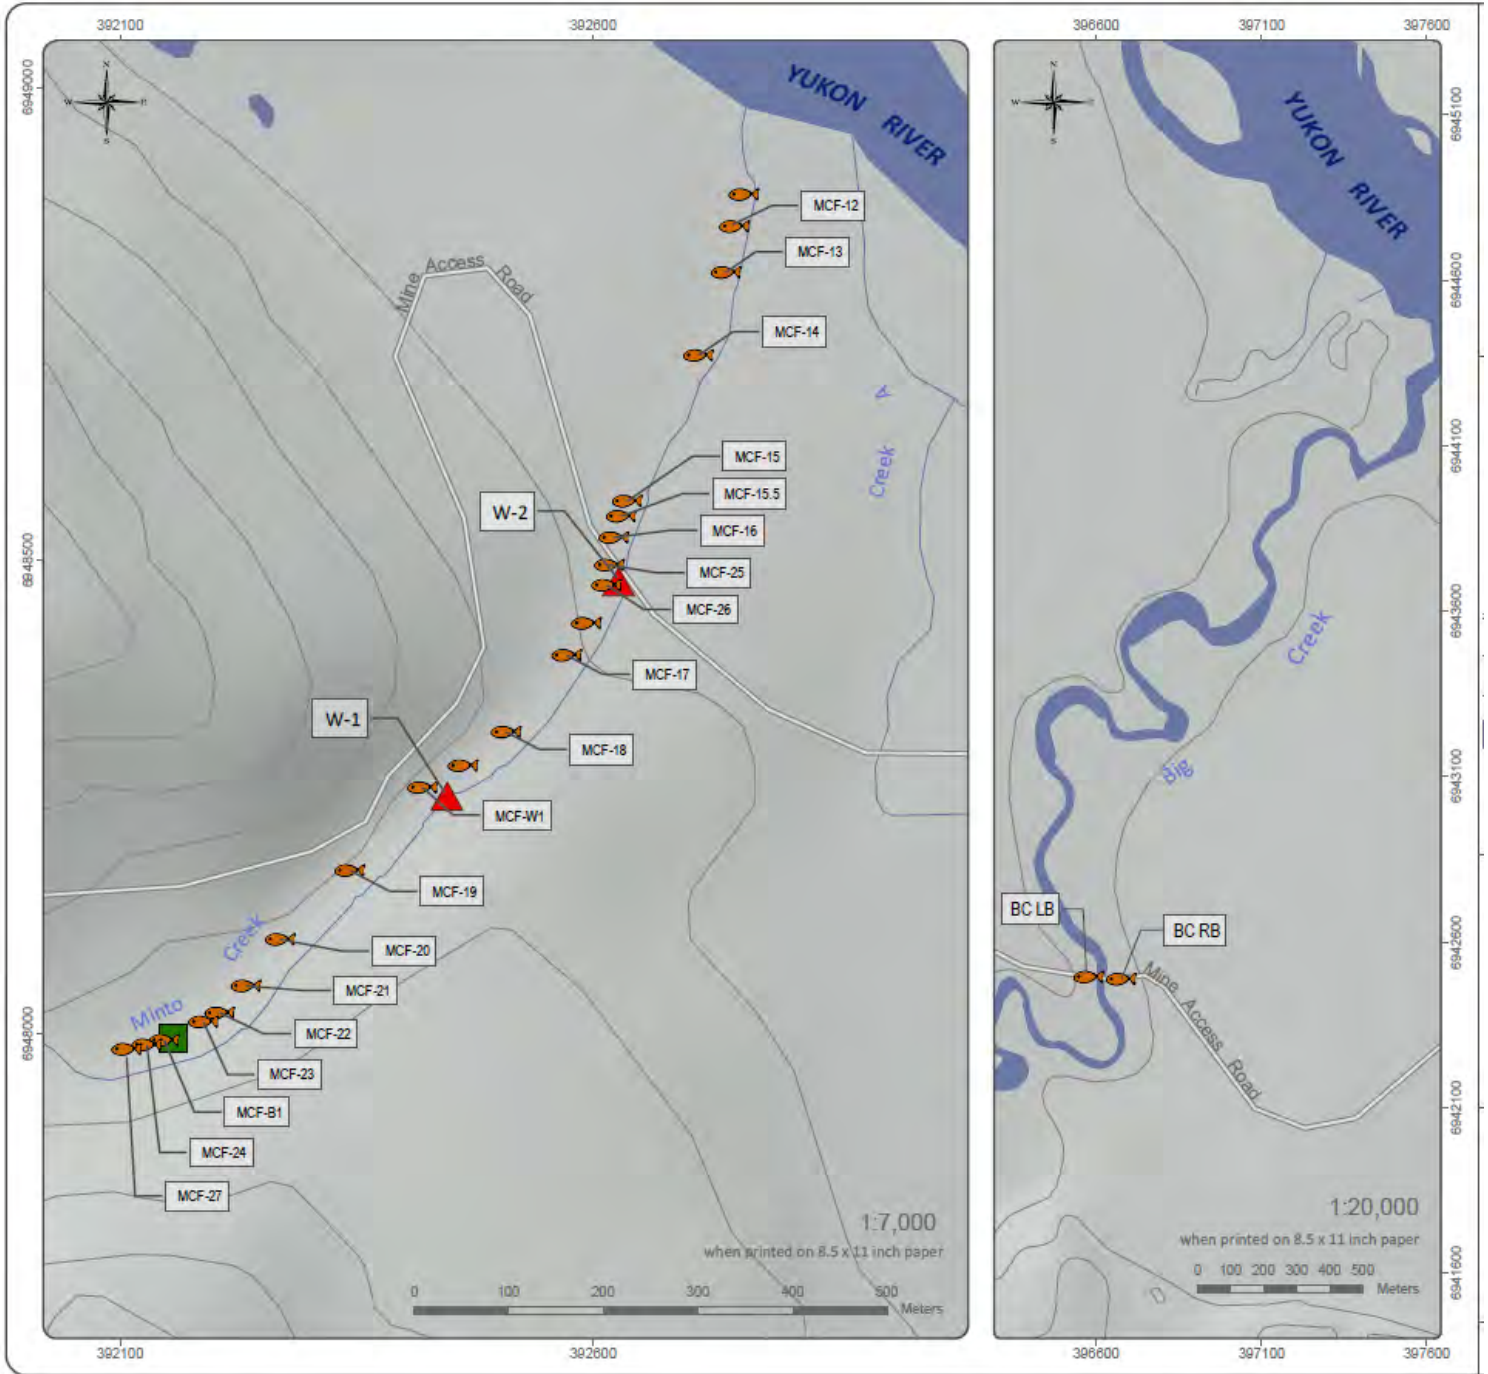 392100
392600
396600
397100
397600
6949000
6948500
6948000
N
W
E
S
YUKON RIVER
Mine Access Road
MCF-12
MCF-13
MCF-14
MCF-15
MCF-15.5
W-2
MCF-16
MCF-25
MCF-26
MCF-17
W-1
MCF-18
MCF-W1
MCF-19
MCF-20
MCF-21
MCF-22
MCF-23
MCF-B1
MCF-24
MCF-27
Creek A
Minto Creek
1:7,000
when printed on 8.5 x 11 inch paper
0 100 200 300 400 500
Meters
392100
392600
N
W
E
S
YUKON RIVER
6945100
6944600
6944100
6943600
6943100
6942600
6942100
6941600
Big Creek
BC LB
BC RB
Mine Access Road
1:20,000
when printed on 8.5 x 11 inch paper
0 100 200 300 400 500
Meters
D
396600
397100
397600